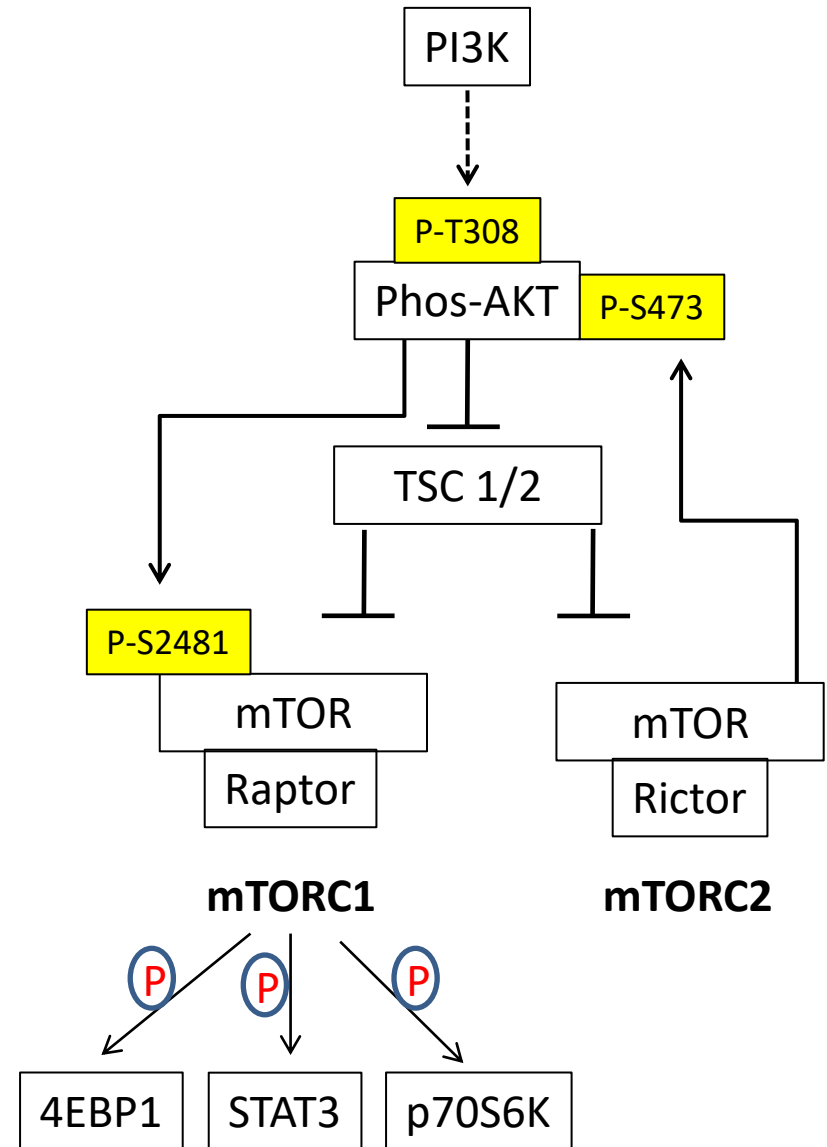 PI3K
P-T308
Phos-AKT
P-S473
TSC 1/2
P-S2481
mTOR
mTOR
Raptor
Rictor
mTORC1
mTORC2
P
P
P
4EBP1
STAT3
p70S6K